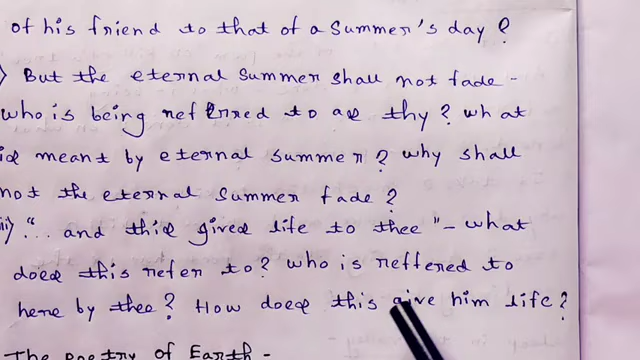 of his friend to that of a Summer's day?
) But the eternal Summer shall not fade -
who is being referred to as thy? what
is meant by eternal summer? why shall
not the eternal Summer fade?
ii) "... and this gives life to thee" - what
does this refer to? who is reffered to
here by thee? How does this give him life?
The Poetry of Earth -